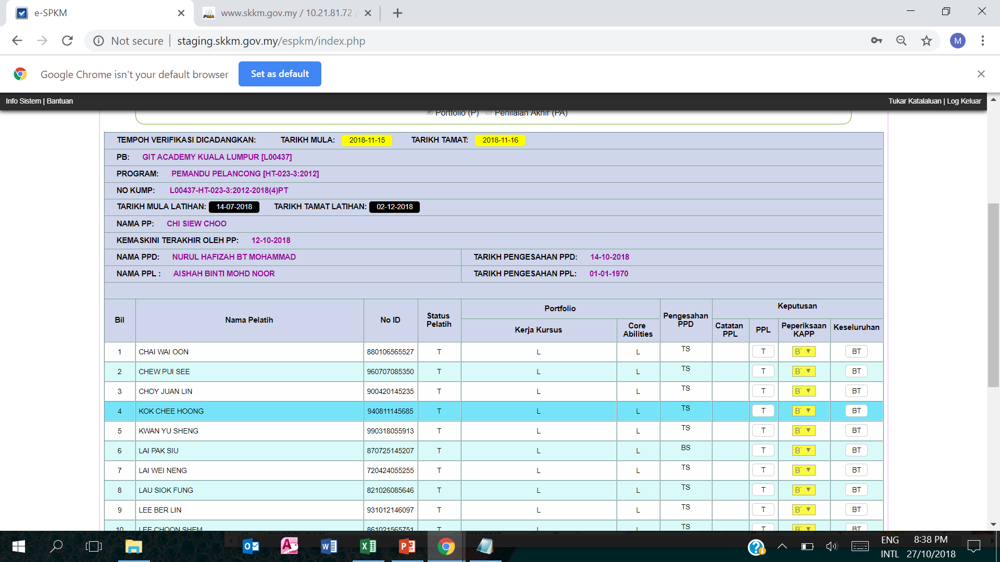 e-SPKM
www.skkm.gov.my / 10.21.81.72 /
Not secure | staging.skkm.gov.my/espkm/index.php
M
Google Chrome isn't your default browser
Set as default
Info Sistem | Bantuan
Tukar Katalaluan | Log Keluar
Portfolio (P) Penilaian Akhir (PA)
TEMPOH VERIFIKASI DICADANGKAN: TARIKH MULA: 2018-11-15 TARIKH TAMAT: 2018-11-16
PB: GIT ACADEMY KUALA LUMPUR [L00437]
PROGRAM: PEMANDU PELANCONG [HT-023-3:2012]
NO KUMP: L00437-HT-023-3:2012-2018(4)PT
TARIKH MULA LATIHAN: 14-07-2018 TARIKH TAMAT LATIHAN: 02-12-2018
NAMA PP: CHI SIEW CHOO
KEMASKINI TERAKHIR OLEH PP: 12-10-2018
NAMA PPD: NURUL HAFIZAH BT MOHAMMAD TARIKH PENGESAHAN PPD: 14-10-2018
NAMA PPL : AISHAH BINTI MOHD NOOR TARIKH PENGESAHAN PPL: 01-01-1970
Bil Nama Pelatih No ID Status Pelatih Portfolio Pengesahan PPD Keputusan
Kerja Kursus Core Abilities Catatan PPL PPL Peperiksaan KAPP Keseluruhan
1 CHAI WAI OON 880106565527 T L L TS T B BT
2 CHEW PUI SEE 960707085350 T L L TS T B BT
3 CHOY JUAN LIN 900420145235 T L L TS T B BT
4 KOK CHEE HOONG 940811145685 T L L TS T B BT
5 KWAN YU SHENG 990318055913 T L L TS T B BT
6 LAI PAK SIU 870725145207 T L L BS T B BT
7 LAI WEI NENG 720424055255 T L L TS T B BT
8 LAU SIOK FUNG 821026085646 T L L TS T B BT
9 LEE BER LIN 931012146097 T L L TS T B BT
10 LEE CHOON SHEM 861021565751 T L L TS T B BT
ENG
INTL
8:38 PM
27/10/2018